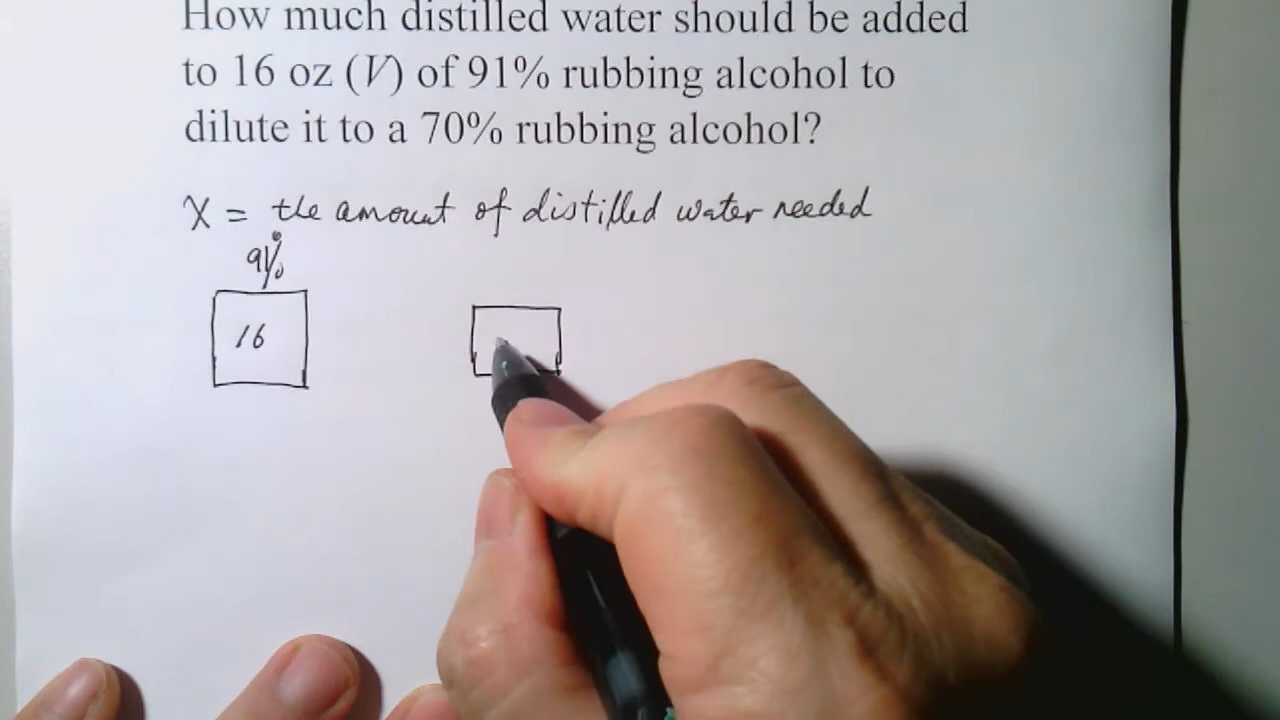 How much distilled water should be added
to 16 oz (V) of 91% rubbing alcohol to
dilute it to a 70% rubbing alcohol?
X = the amount of distilled water needed
91%
16